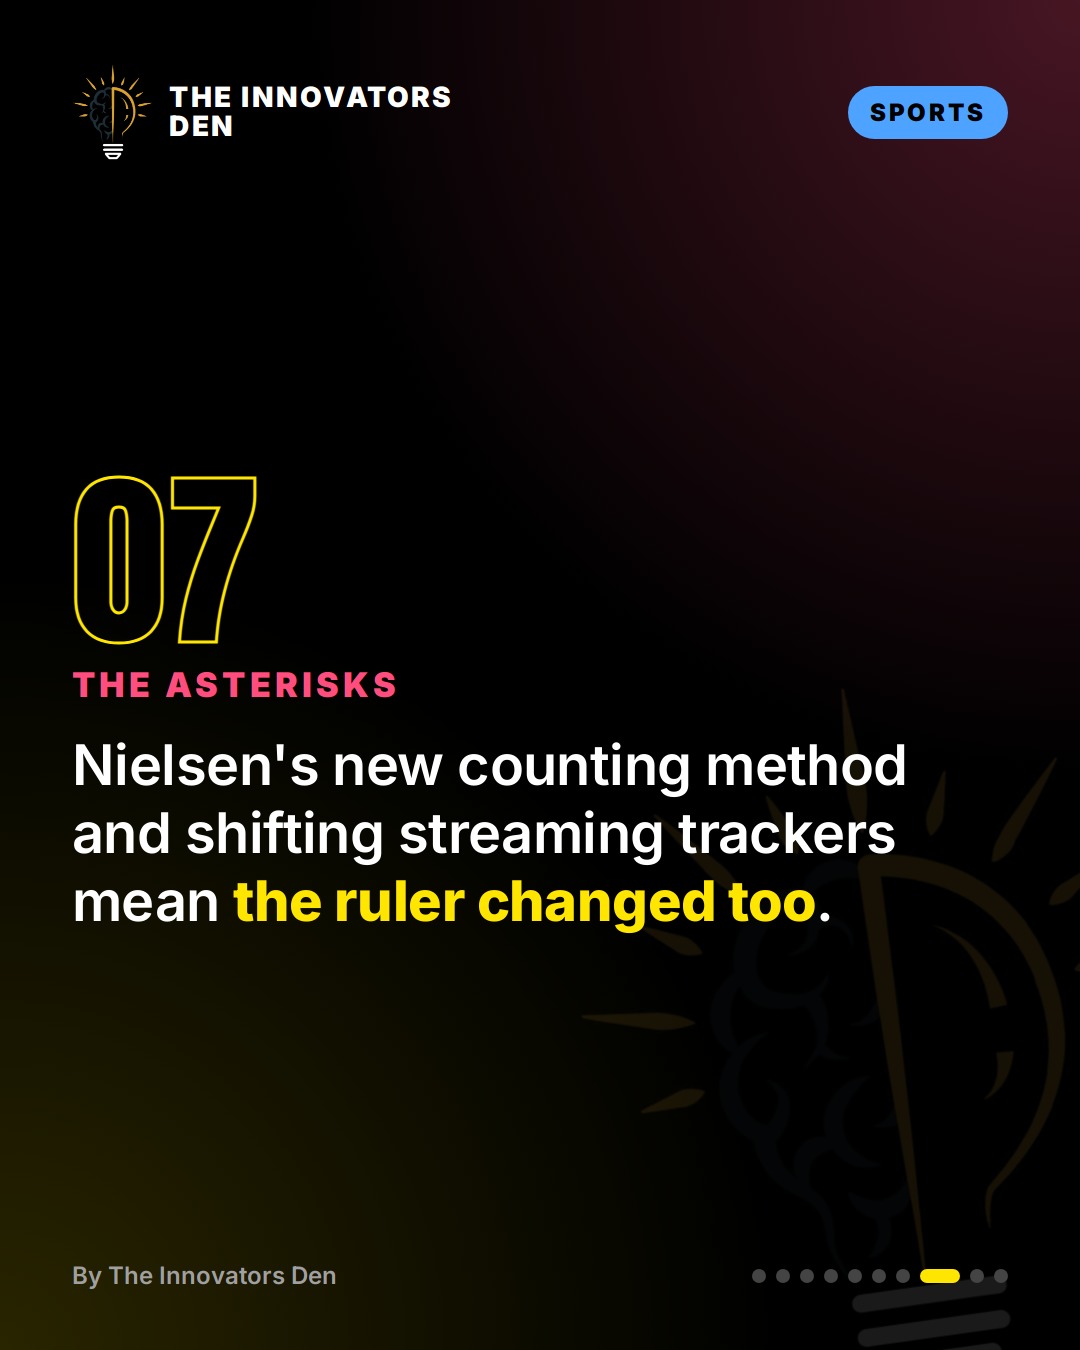 THE INNOVATORS
DEN
SPORTS
07
THE ASTERISKS
Nielsen's new counting method
and shifting streaming trackers
mean the ruler changed too.
By The Innovators Den